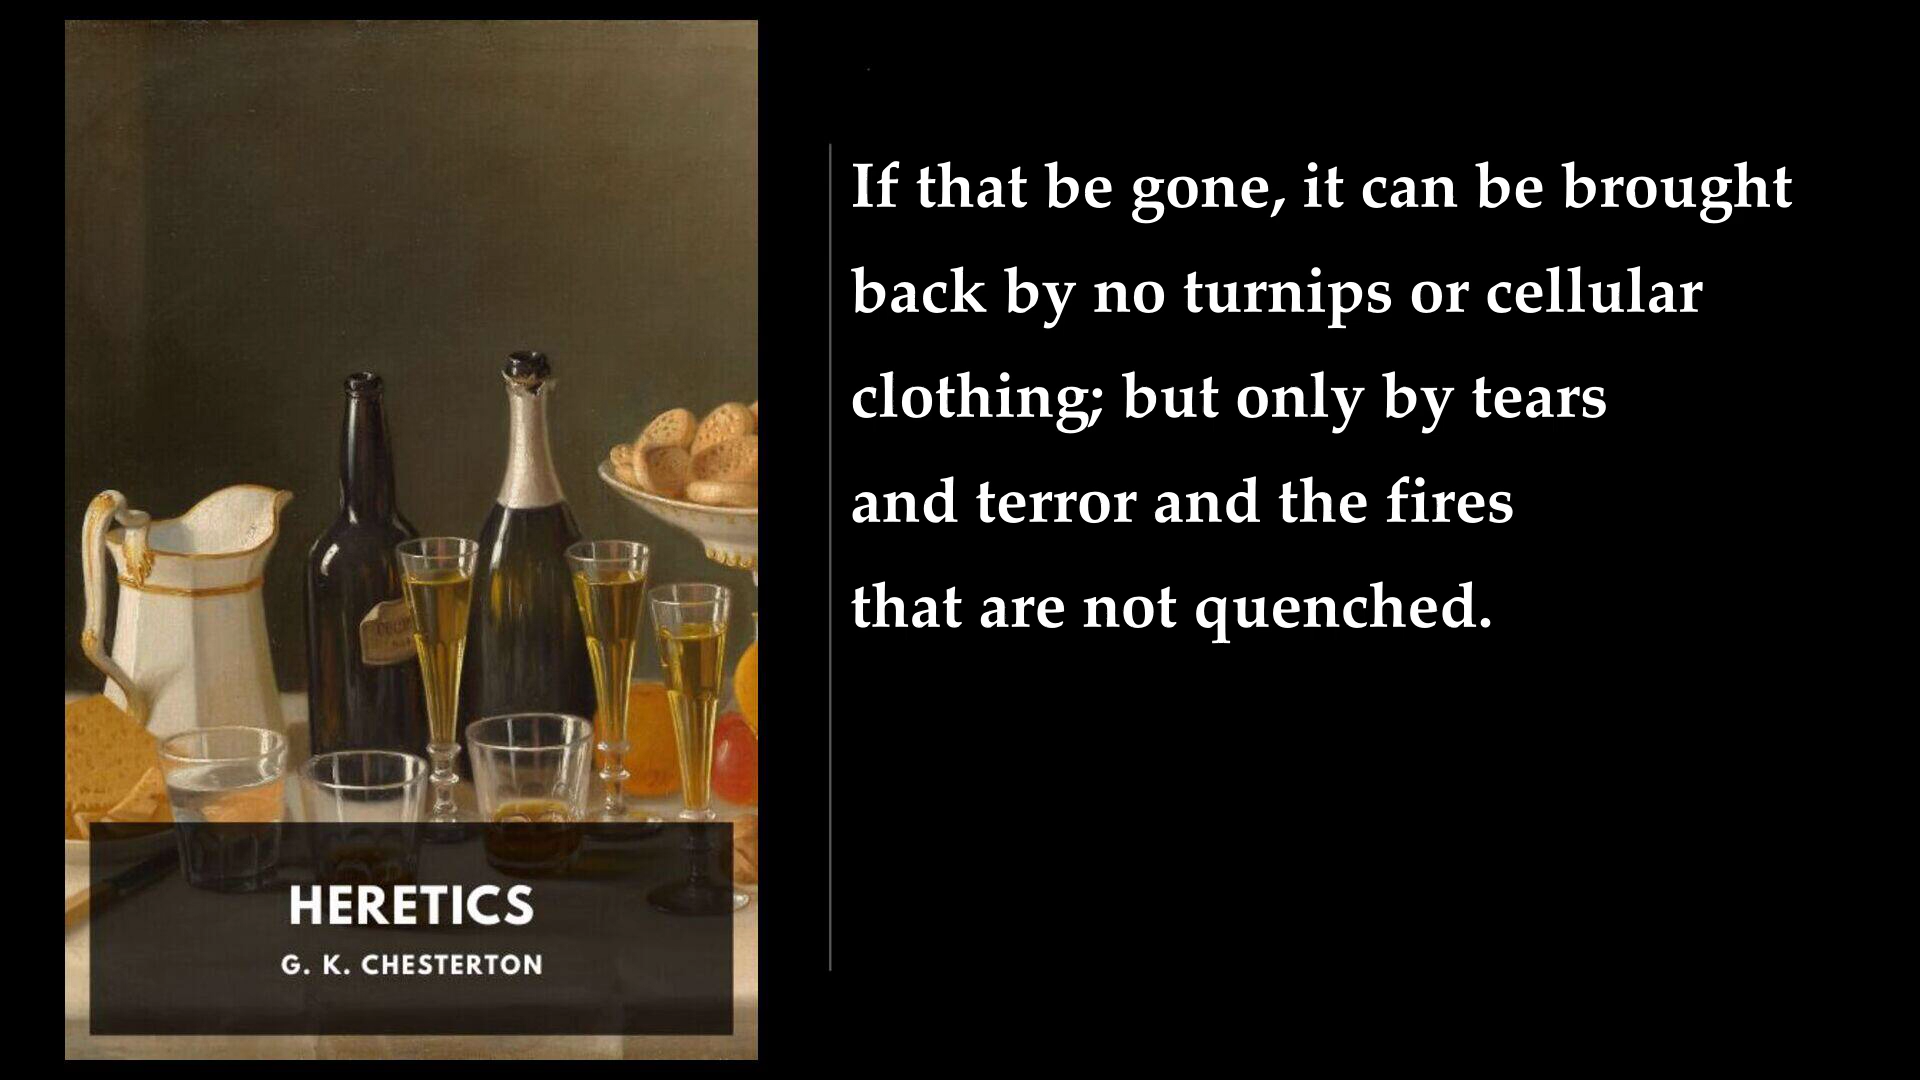 If that be gone, it can be brought
back by no turnips or cellular
clothing; but only by tears
and terror and the fires
that are not quenched.
HERETICS
G. K. CHESTERTON